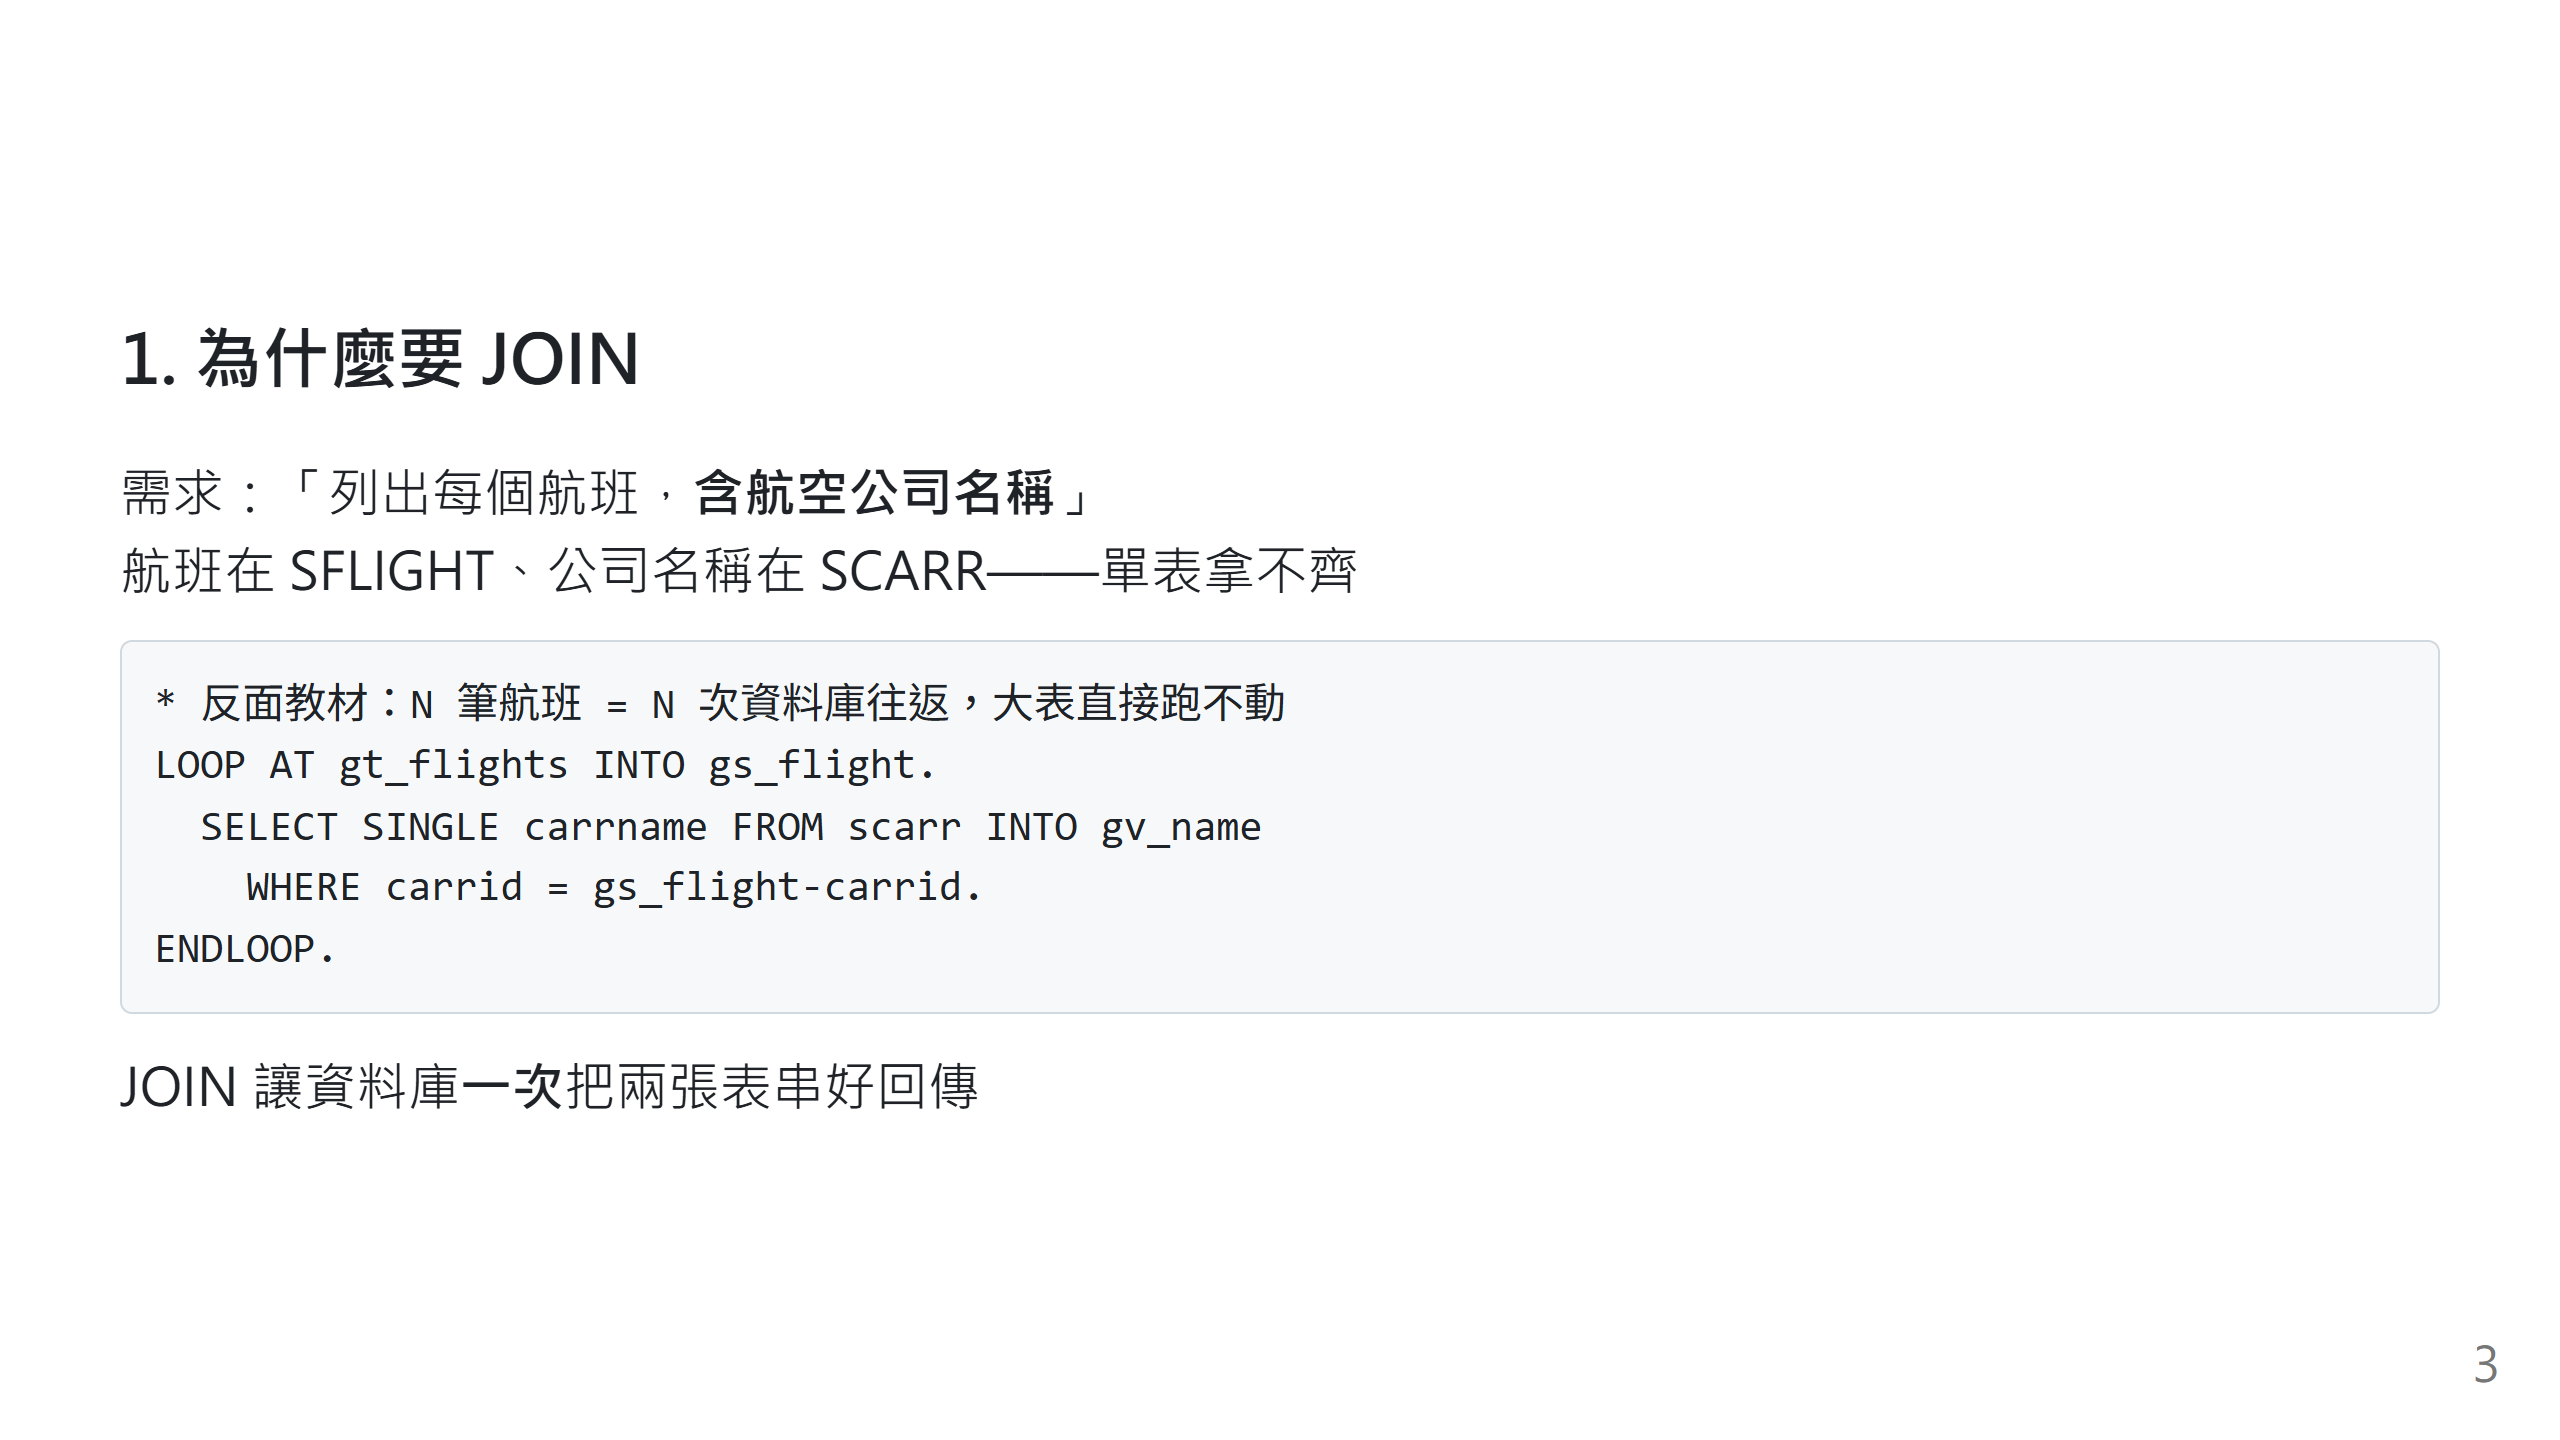 1. 為什麼要 JOIN
需求：「列出每個航班，含航空公司名稱」
航班在 SFLIGHT、公司名稱在 SCARR——單表拿不齊
* 反面教材：N 筆航班 = N 次資料庫往返，大表直接跑不動
LOOP AT gt_flights INTO gs_flight.
  SELECT SINGLE carrname FROM scarr INTO gv_name
    WHERE carrid = gs_flight-carrid.
ENDLOOP.
JOIN 讓資料庫一次把兩張表串好回傳
3